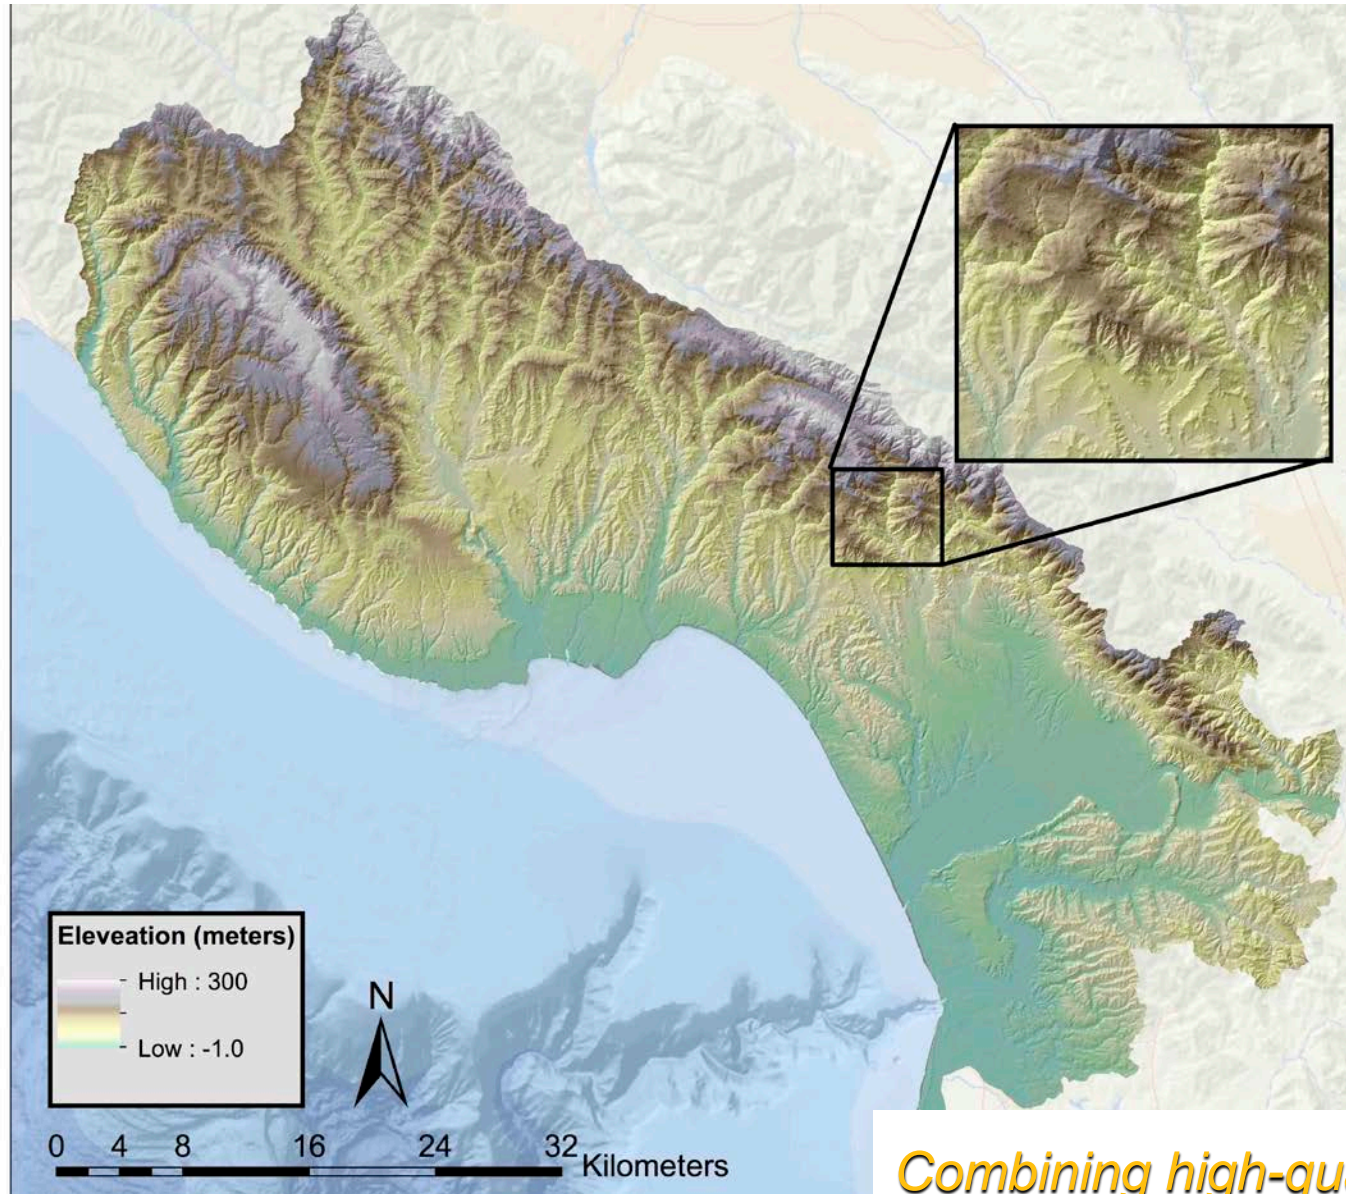 Eleveation (meters)
High : 300
Low : -1.0
N
0 4 8 16 24 32
Kilometers
Combining high-qu